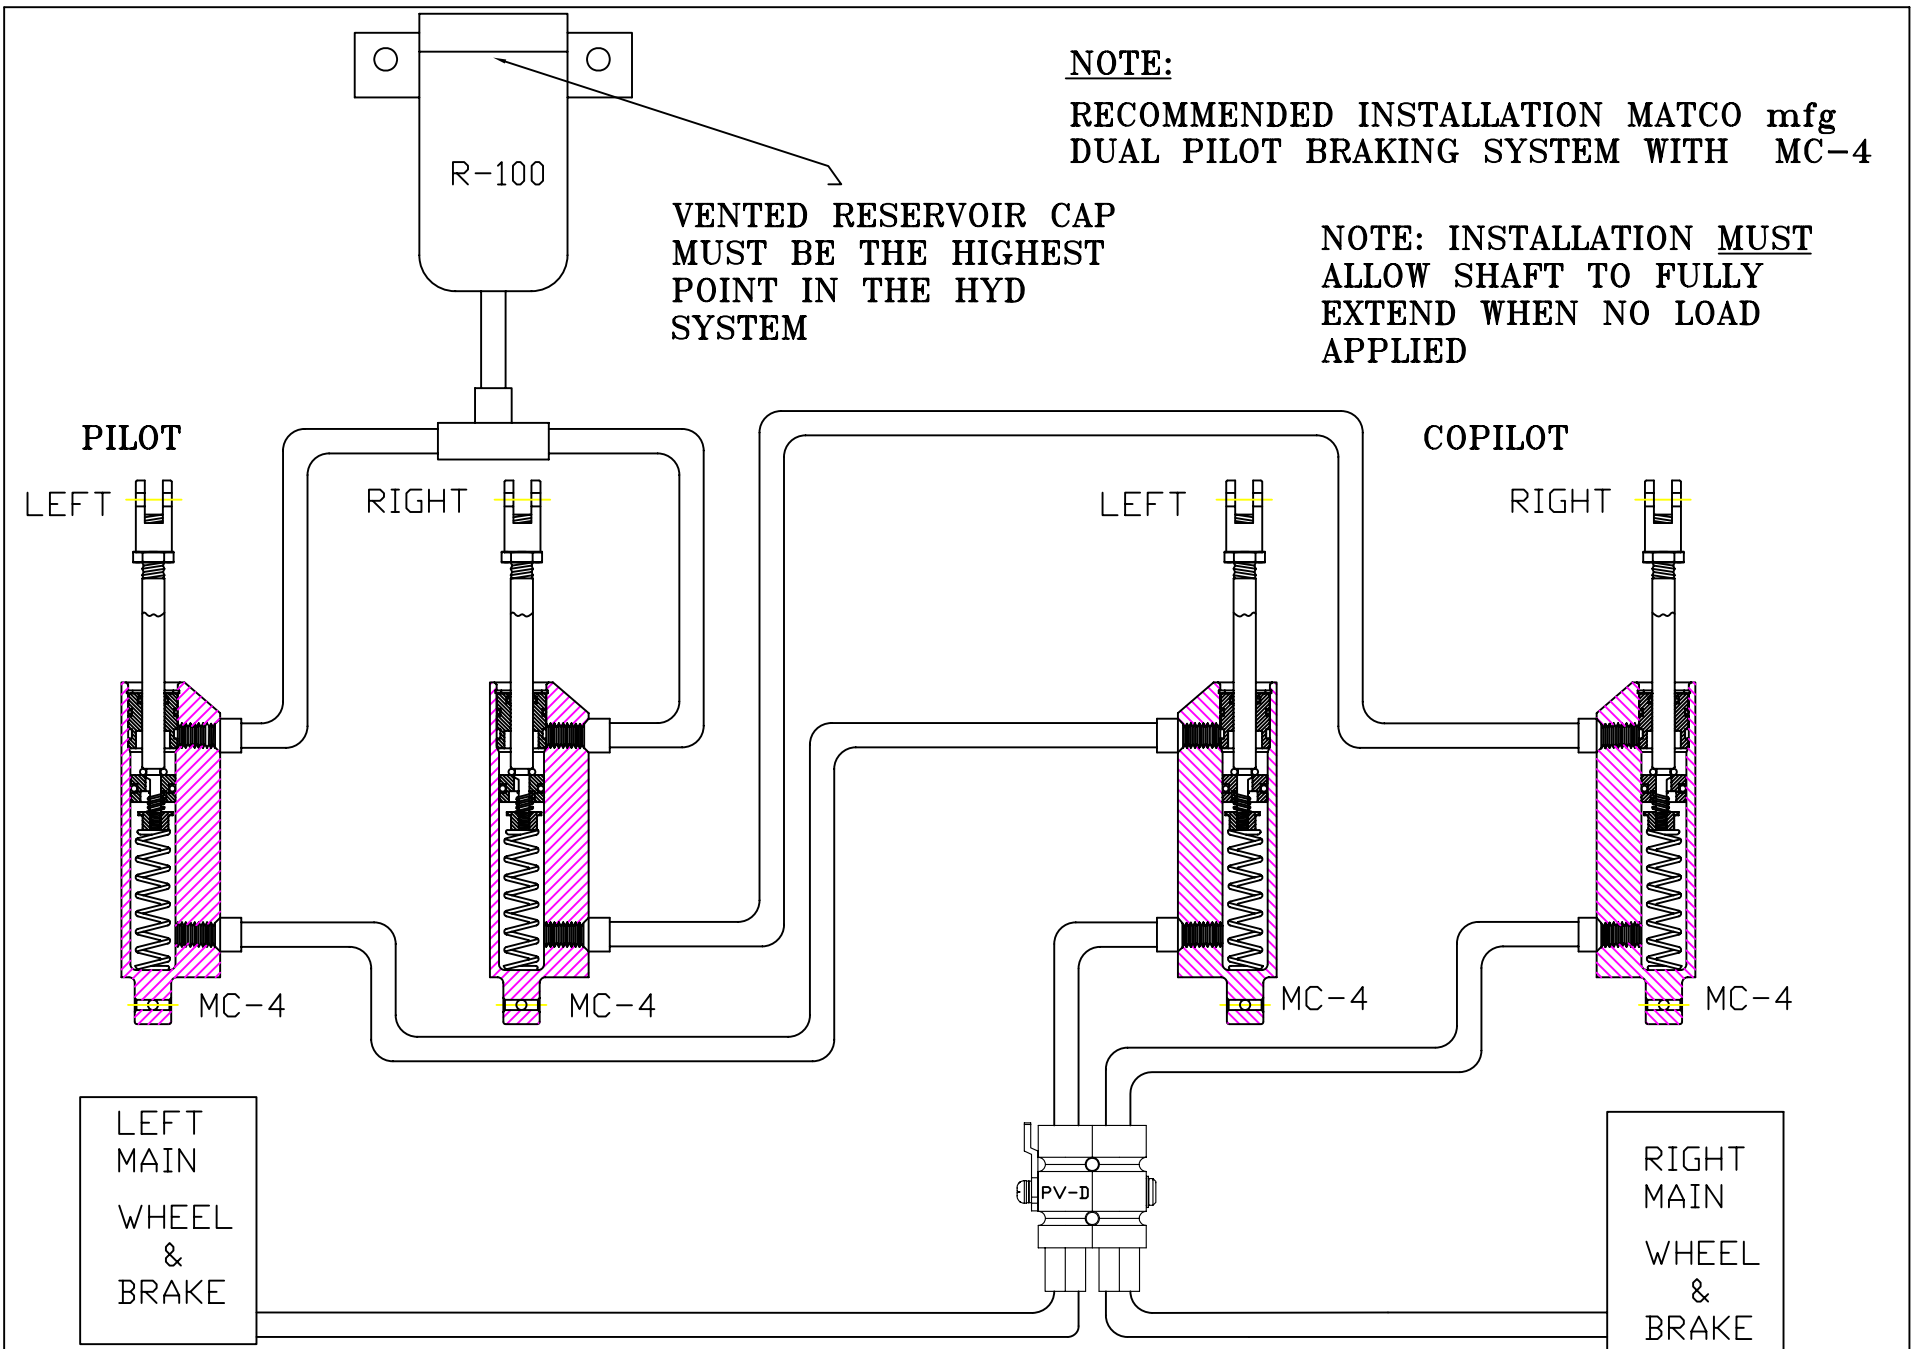 NOTE:
RECOMMENDED INSTALLATION MATCO mfg
DUAL PILOT BRAKING SYSTEM WITH MC-4
R-100
VENTED RESERVOIR CAP
MUST BE THE HIGHEST
POINT IN THE HYD
SYSTEM
NOTE: INSTALLATION MUST
ALLOW SHAFT TO FULLY
EXTEND WHEN NO LOAD
APPLIED
PILOT
COPILOT
LEFT
RIGHT
LEFT
RIGHT
MC-4
MC-4
MC-4
MC-4
LEFT
MAIN
WHEEL
&
BRAKE
PV-D
RIGHT
MAIN
WHEEL
&
BRAKE